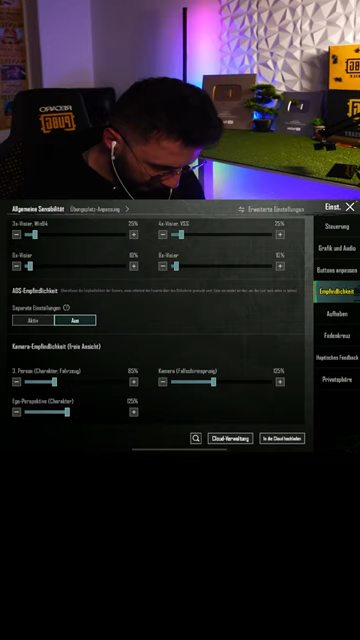 RECARO
PUBG
Allgemeine Sensibilität
Übungsplatz-Anpassung
Erweiterte Einstellungen
Einst.
3x-Visier, Win94
25%
4x-Visier, VSS
25%
6x-Visier
10%
8x-Visier
10%
ADS-Empfindlichkeit
Separate Einstellungen
Aktiv
Aus
Kamera-Empfindlichkeit (freie Ansicht)
3. Person (Charakter, Fahrzeug)
85%
Kamera (Fallschirmsprung)
125%
Ego-Perspektive (Charakter)
125%
Cloud-Verwaltung
In die Cloud hochladen
Steuerung
Grafik und Audio
Buttons anpassen
Empfindlichkeit
Aufheben
Fadenkreuz
Haptisches Feedback
Privatsphäre